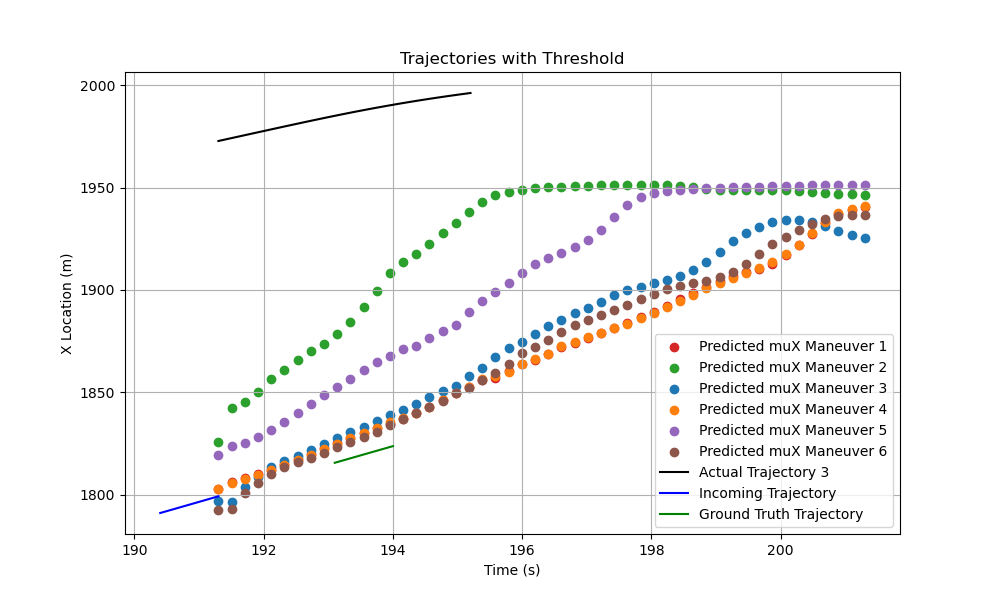 Trajectories with Threshold
X Location (m)
2000
1950
1900
1850
1800
190
192
194
196
198
200
Time (s)
Predicted muX Maneuver 1
Predicted muX Maneuver 2
Predicted muX Maneuver 3
Predicted muX Maneuver 4
Predicted muX Maneuver 5
Predicted muX Maneuver 6
Actual Trajectory 3
Incoming Trajectory
Ground Truth Trajectory